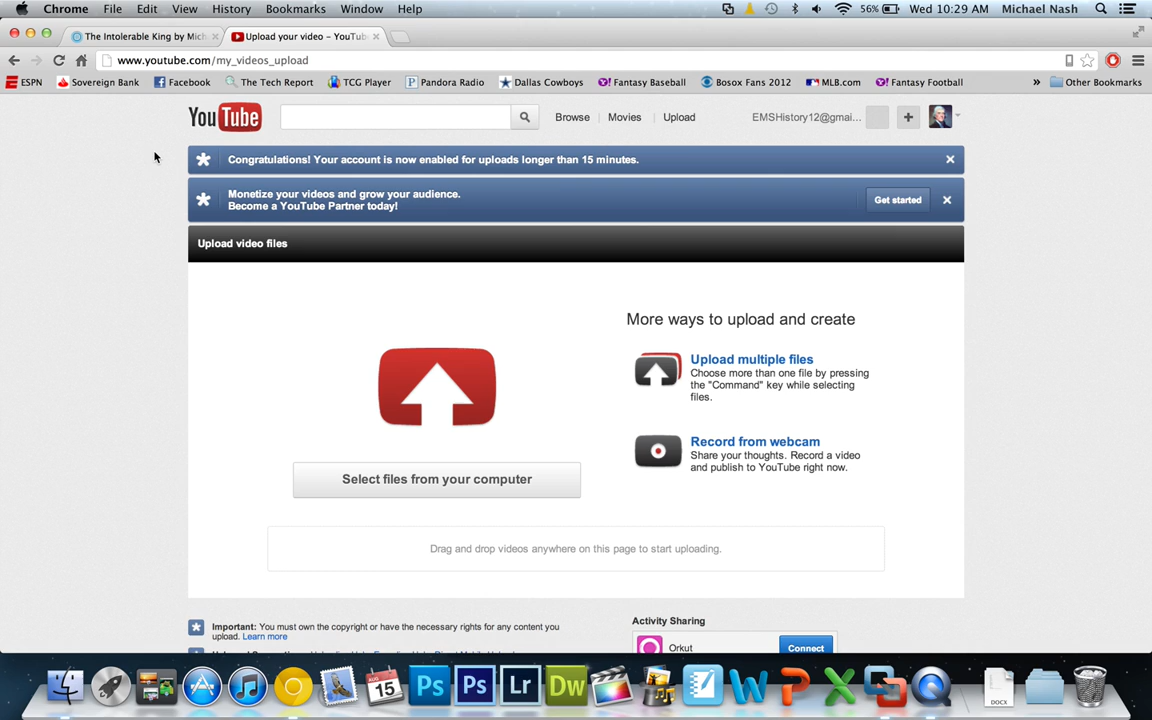 Chrome File Edit View History Bookmarks Window Help 56% Wed 10:29 AM Michael Nash
The Intolerable King by Mich Upload your video – YouTube
www.youtube.com/my_videos_upload
ESPN Sovereign Bank Facebook The Tech Report TCG Player Pandora Radio Dallas Cowboys Fantasy Baseball Bosox Fans 2012 MLB.com Fantasy Football » Other Bookmarks
YouTube Browse Movies Upload EMSHistory12@gmai... +
Congratulations! Your account is now enabled for uploads longer than 15 minutes.
Monetize your videos and grow your audience.
Become a YouTube Partner today!
Get started
Upload video files
More ways to upload and create
Upload multiple files
Choose more than one file by pressing
the "Command" key while selecting
files.
Record from webcam
Share your thoughts. Record a video
and publish to YouTube right now.
Select files from your computer
Drag and drop videos anywhere on this page to start uploading.
Important: You must own the copyright or have the necessary rights for any content you
upload. Learn more
Activity Sharing
Orkut Connect
AUG
15
Ps Ps Lr Dw W P X
DOCX